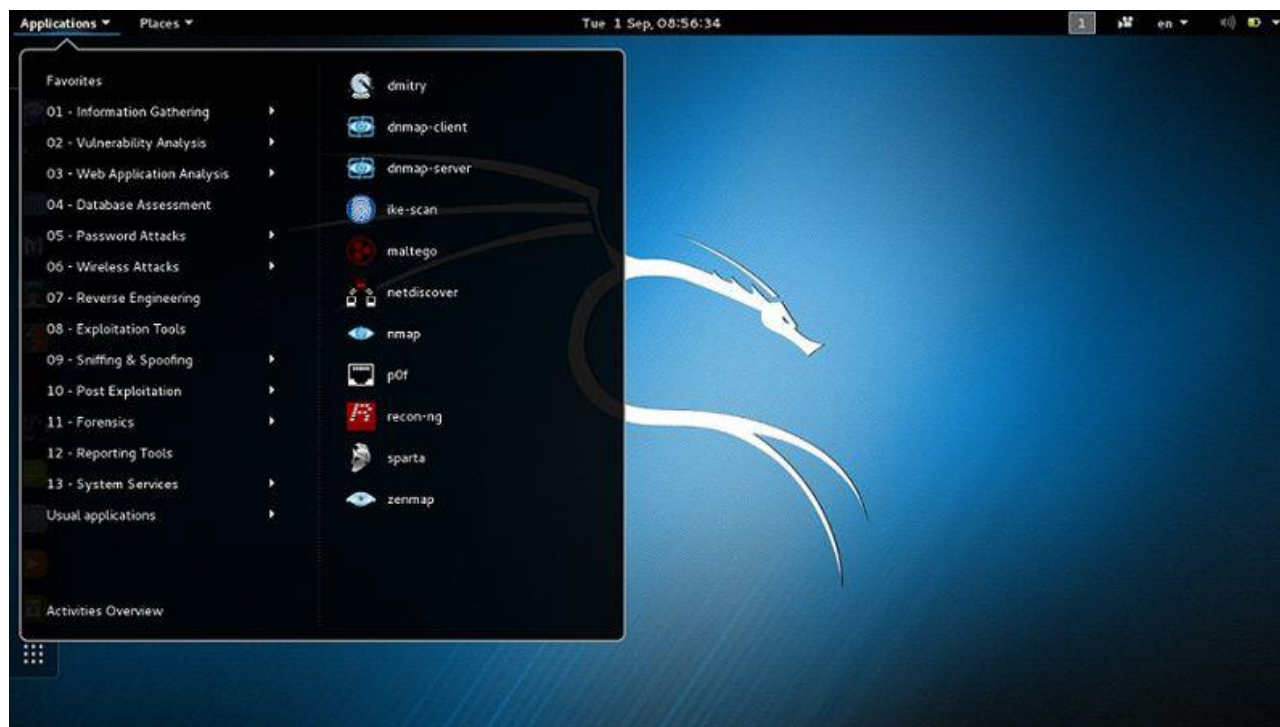 Applications Places Tue 1 Sep, 08:56:34 1 en
Favorites
01 - Information Gathering
02 - Vulnerability Analysis
03 - Web Application Analysis
04 - Database Assessment
05 - Password Attacks
06 - Wireless Attacks
07 - Reverse Engineering
08 - Exploitation Tools
09 - Sniffing & Spoofing
10 - Post Exploitation
11 - Forensics
12 - Reporting Tools
13 - System Services
Usual applications
Activities Overview
dmitry
dnmap-client
dnmap-server
ike-scan
maltego
netdiscover
nmap
p0f
recon-ng
sparta
zenmap